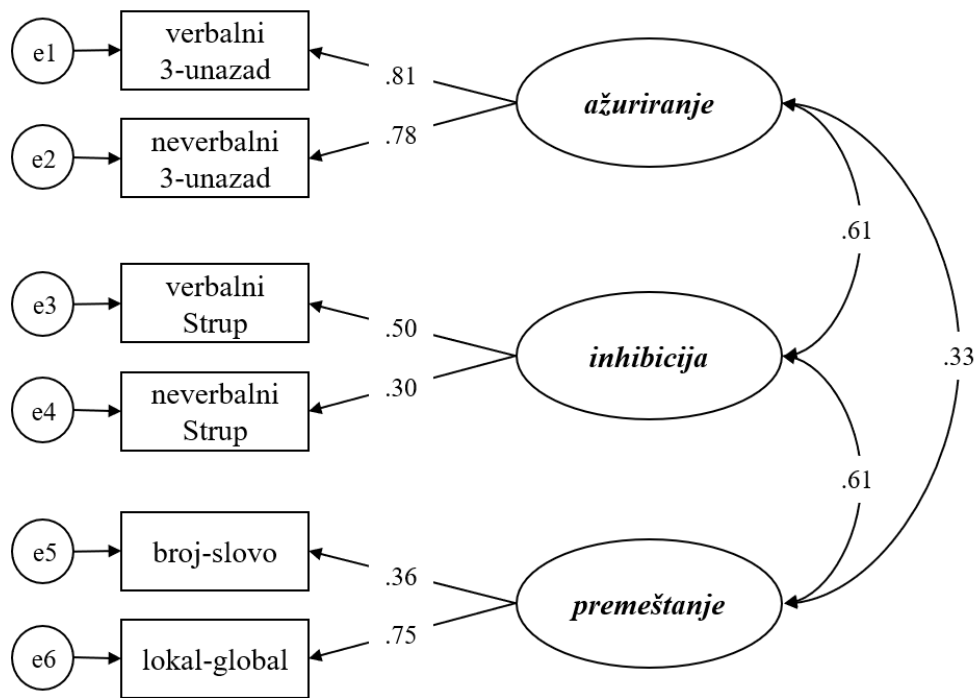 e1
verbalni
3-unazad
.81
ažuriranje
e2
neverbalni
3-unazad
.78
.61
e3
verbalni
Strup
.50
inhibicija
.33
e4
neverbalni
Strup
.30
.61
e5
broj-slovo
.36
premeštanje
e6
lokal-global
.75